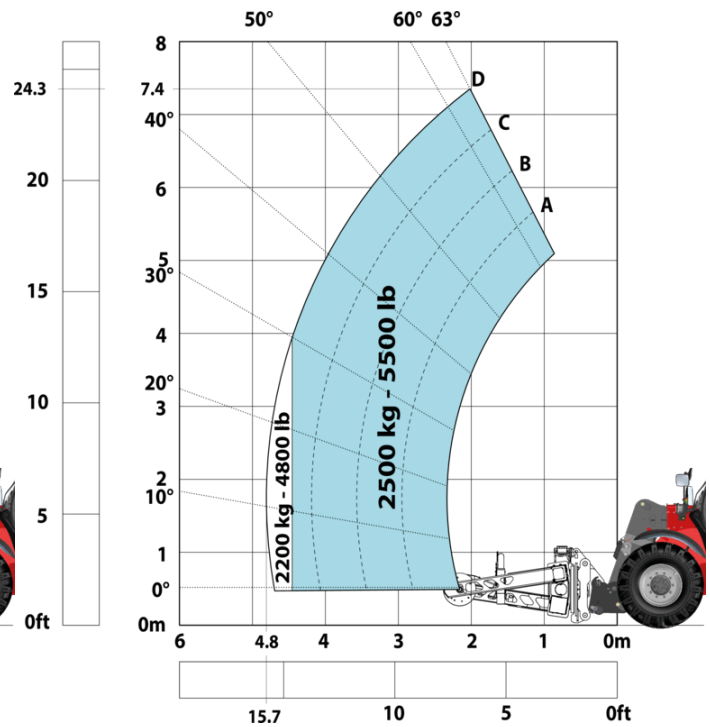 50° 60° 63°
8
24.3 7.4 D
40° C
20 6 B
A
5
15 30°
4
10 20°
3
2500 kg - 5500 lb
2200 kg - 4800 lb
2
5 10°
1
0°
0ft 0m
6 4.8 4 3 2 1 0m
15.7 10 5 0ft